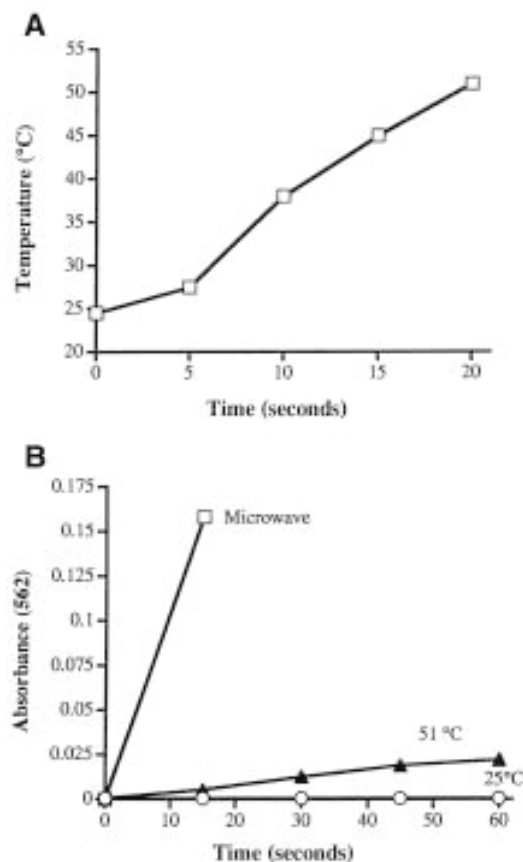 A
55
50
45
40
35
30
25
20
Temperature (°C)
0 5 10 15 20
Time (seconds)
B
0.175
0.15
0.125
0.1
0.075
0.05
0.025
0
Absorbance (562)
Microwave
51 °C
25°C
0 10 20 30 40 50 60
Time (seconds)